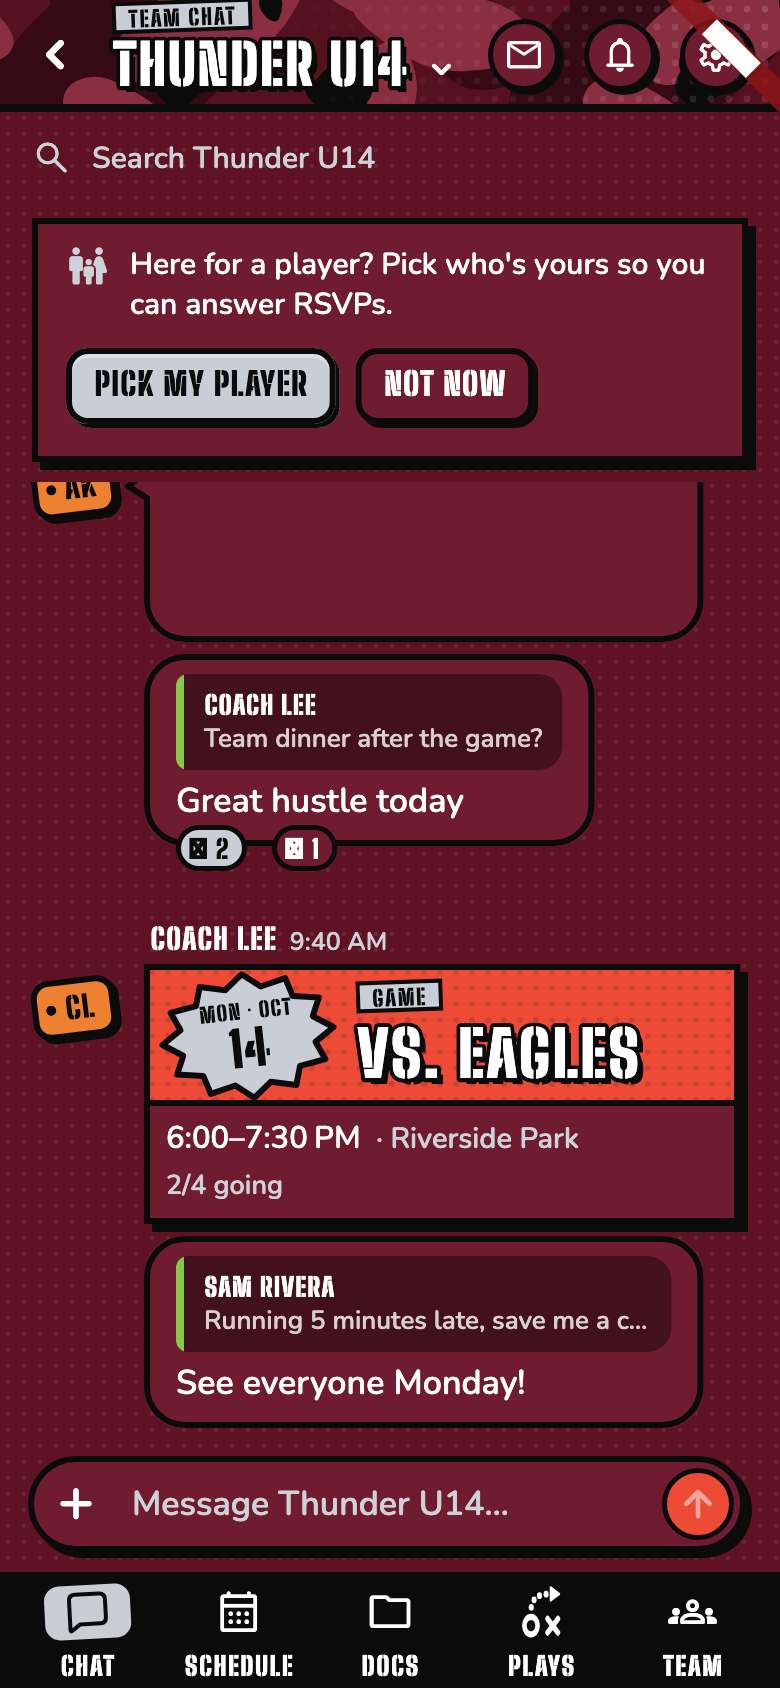 TEAM CHAT
THUNDER U14
Search Thunder U14
Here for a player? Pick who's yours so you
can answer RSVPs.
PICK MY PLAYER
NOT NOW
AK
COACH LEE
Team dinner after the game?
Great hustle today
2
1
COACH LEE 9:40 AM
CL
MON · OCT
14
GAME
VS. EAGLES
6:00–7:30 PM · Riverside Park
2/4 going
SAM RIVERA
Running 5 minutes late, save me a c...
See everyone Monday!
Message Thunder U14...
CHAT
SCHEDULE
DOCS
PLAYS
TEAM